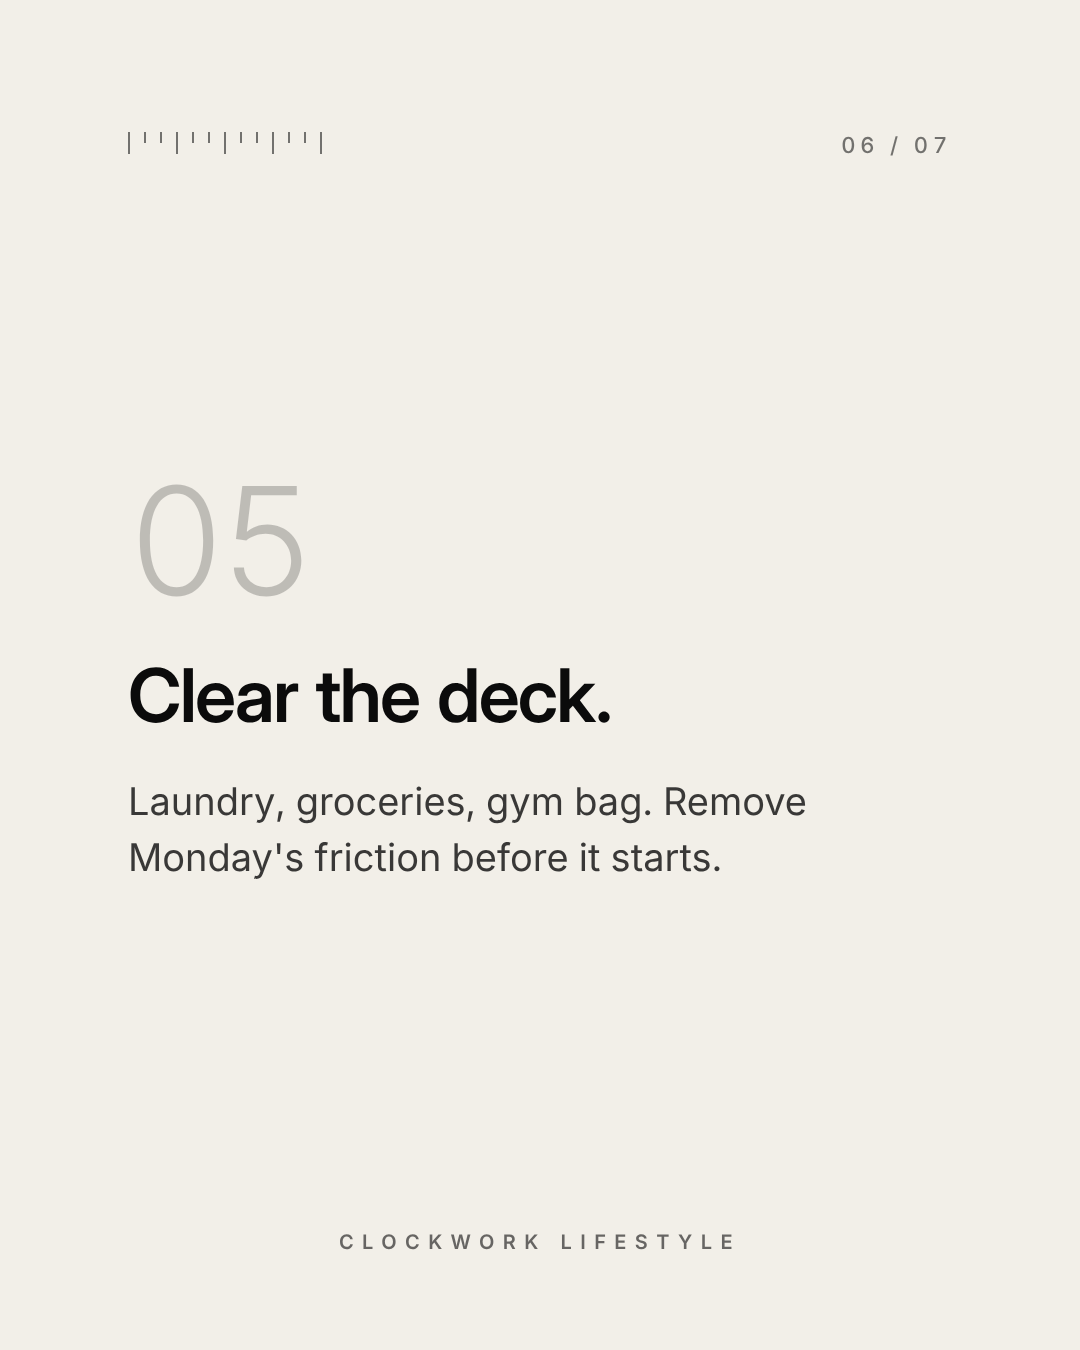 06 / 07
05
Clear the deck.
Laundry, groceries, gym bag. Remove
Monday's friction before it starts.
CLOCKWORK LIFESTYLE